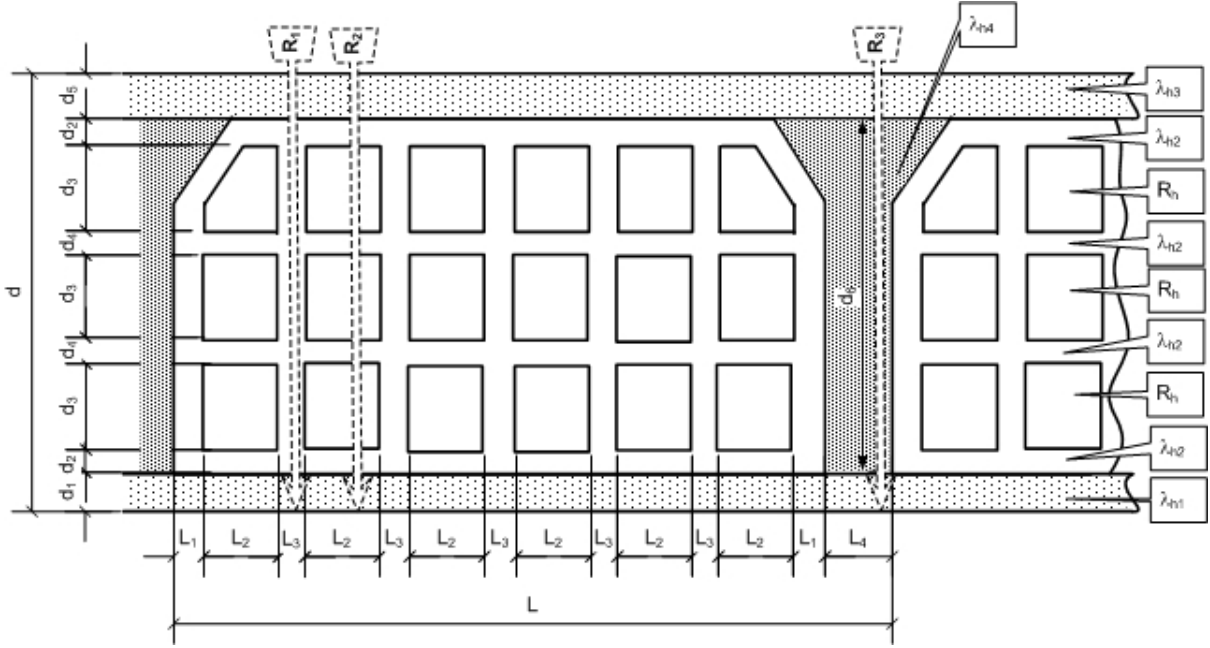 R₁
R₂
R₃
λₕ₄
d
d₅
d₂
d₃
d₄
d₃
d₄
d₃
d₂
d₁
d₆
λₕ₃
λₕ₂
Rₕ
λₕ₂
Rₕ
λₕ₂
Rₕ
λₕ₂
λₕ₁
L₁ L₂ L₃ L₂ L₃ L₂ L₃ L₂ L₃ L₂ L₃ L₂ L₁ L₄
L